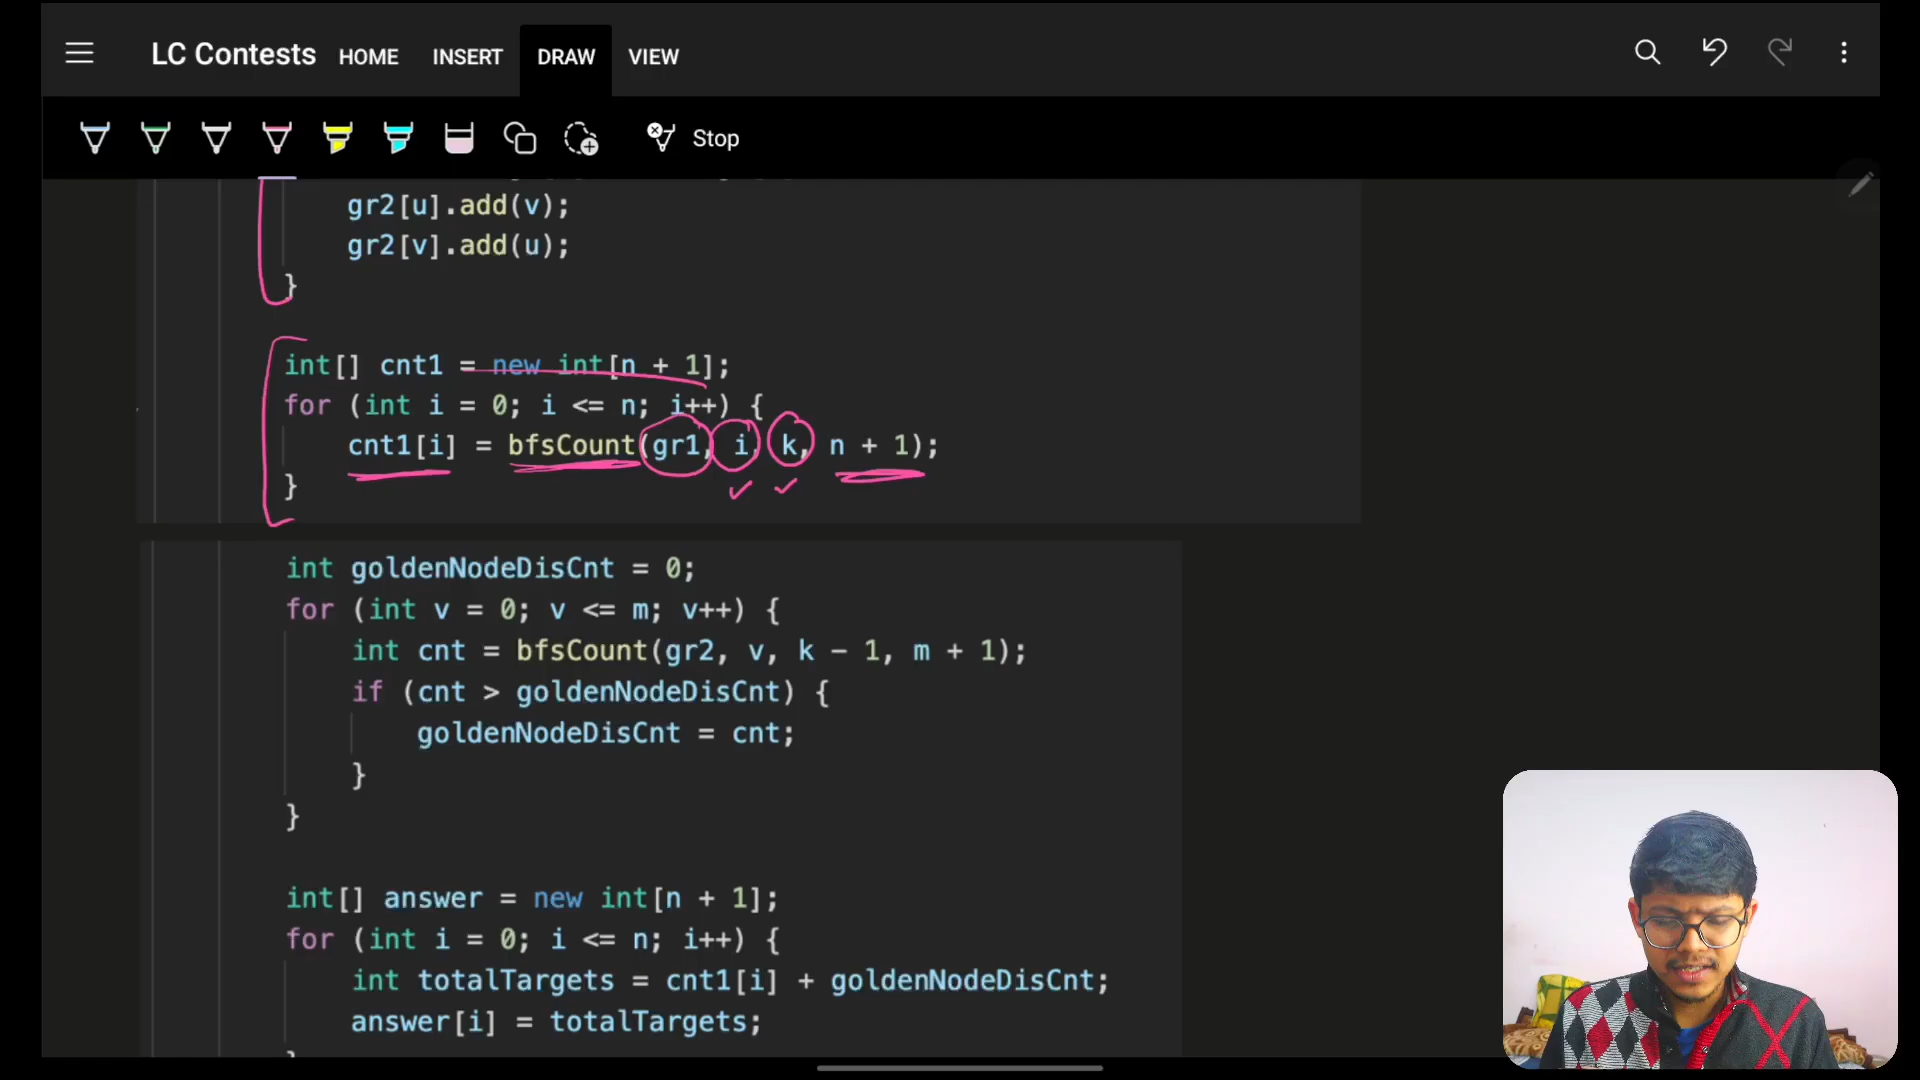 LC Contests HOME INSERT DRAW VIEW
Stop
gr2[u].add(v);
gr2[v].add(u);
}
int[] cnt1 = new int[n + 1];
for (int i = 0; i <= n; i++) {
cnt1[i] = bfsCount(gr1, i, k, n + 1);
}
int goldenNodeDisCnt = 0;
for (int v = 0; v <= m; v++) {
int cnt = bfsCount(gr2, v, k - 1, m + 1);
if (cnt > goldenNodeDisCnt) {
goldenNodeDisCnt = cnt;
}
}
int[] answer = new int[n + 1];
for (int i = 0; i <= n; i++) {
int totalTargets = cnt1[i] + goldenNodeDisCnt;
answer[i] = totalTargets;